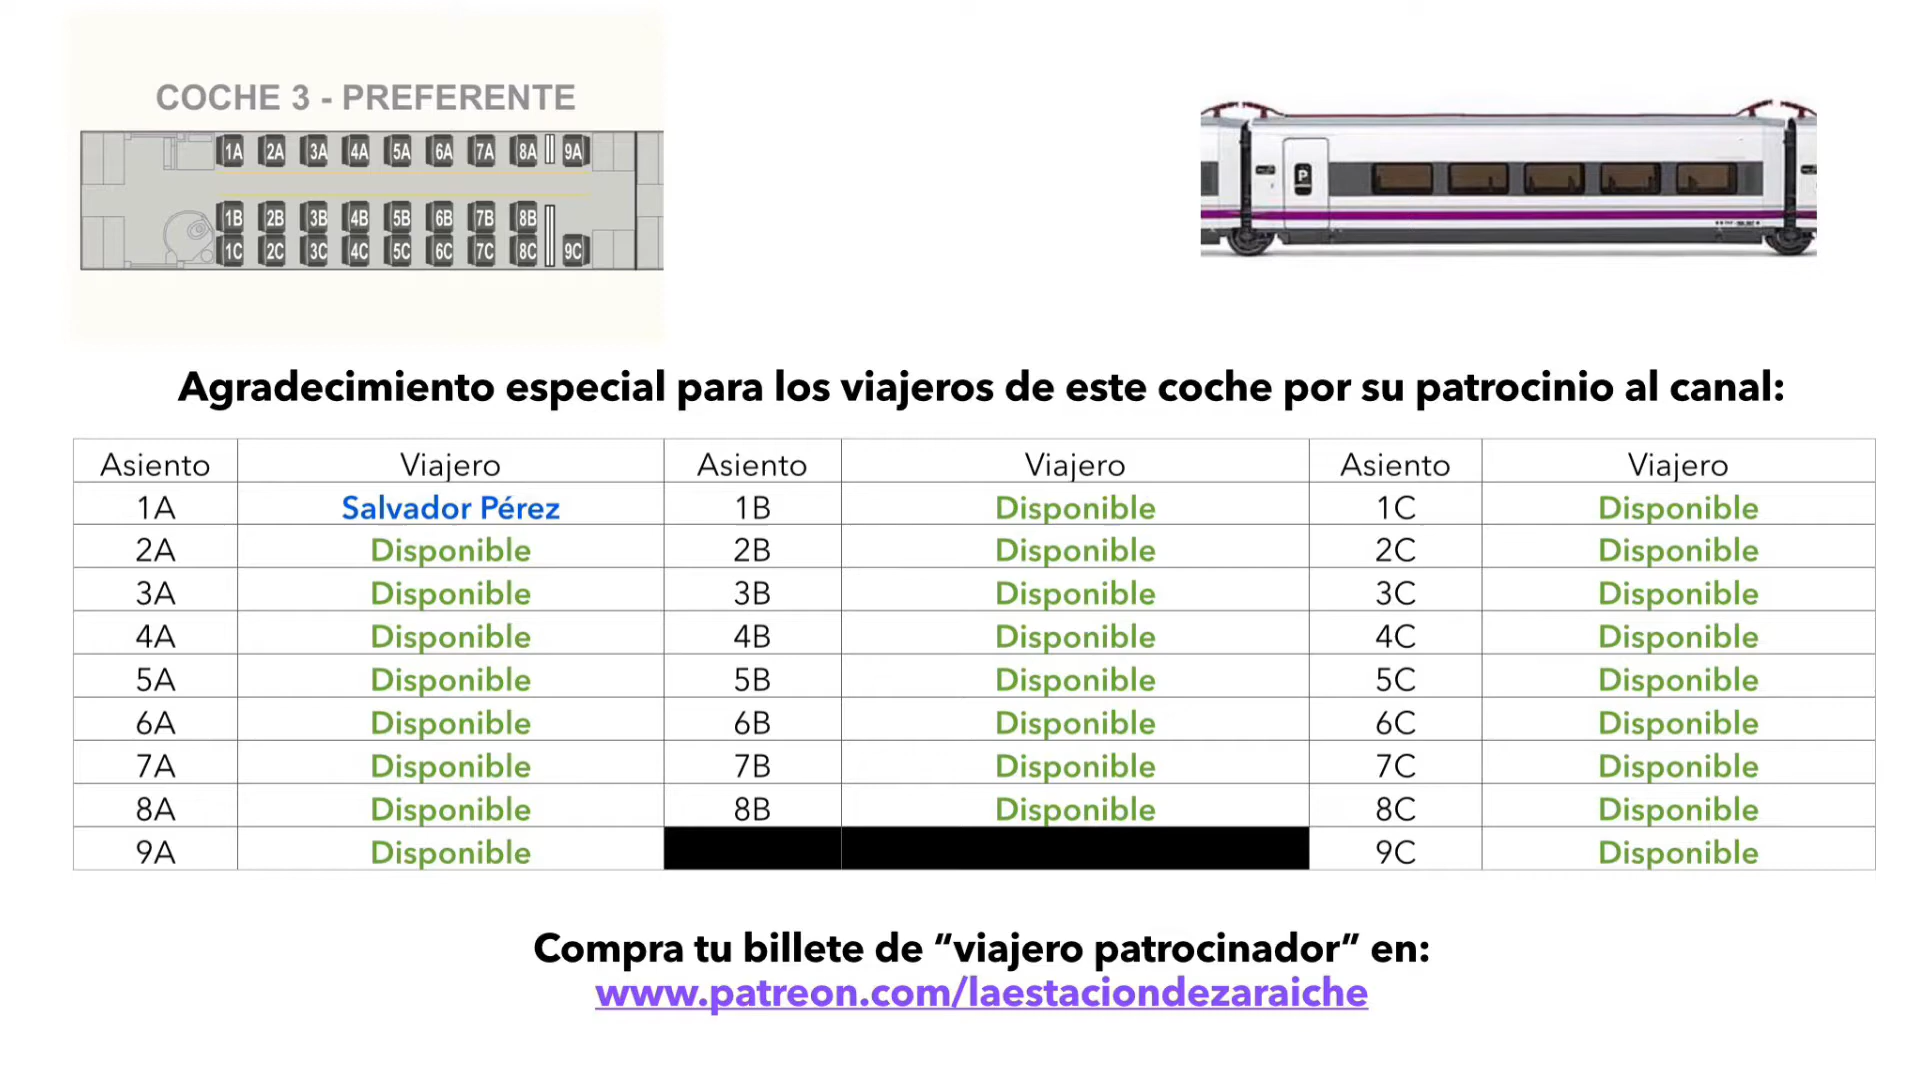 COCHE 3 - PREFERENTE
1A 2A 3A 4A 5A 6A 7A 8A 9A
1B 2B 3B 4B 5B 6B 7B 8B
1C 2C 3C 4C 5C 6C 7C 8C 9C
P
Agradecimiento especial para los viajeros de este coche por su patrocinio al canal:
Asiento Viajero Asiento Viajero Asiento Viajero
1A Salvador Pérez 1B Disponible 1C Disponible
2A Disponible 2B Disponible 2C Disponible
3A Disponible 3B Disponible 3C Disponible
4A Disponible 4B Disponible 4C Disponible
5A Disponible 5B Disponible 5C Disponible
6A Disponible 6B Disponible 6C Disponible
7A Disponible 7B Disponible 7C Disponible
8A Disponible 8B Disponible 8C Disponible
9A Disponible 9C Disponible
Compra tu billete de “viajero patrocinador” en:
www.patreon.com/laestaciondezaraiche